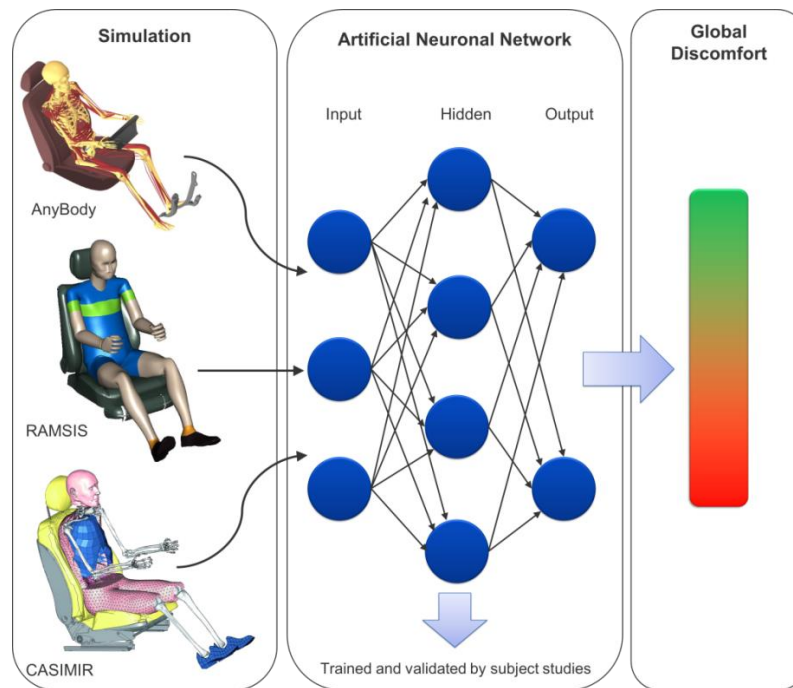 Simulation
AnyBody
RAMSIS
CASIMIR
Artificial Neuronal Network
Input
Hidden
Output
Trained and validated by subject studies
Global
Discomfort